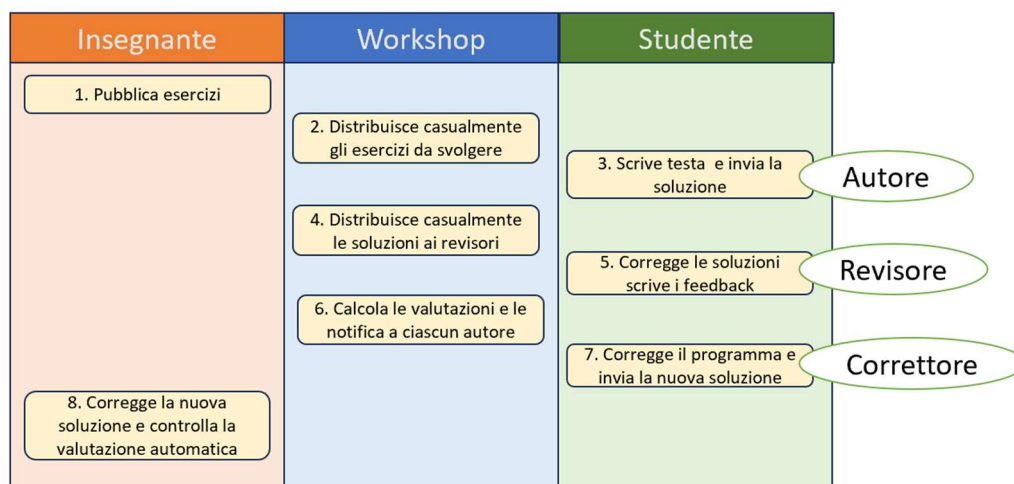 Insegnante
Workshop
Studente
1. Pubblica esercizi
2. Distribuisce casualmente
gli esercizi da svolgere
3. Scrive testa e invia la
soluzione
Autore
4. Distribuisce casualmente
le soluzioni ai revisori
5. Corregge le soluzioni
scrive i feedback
Revisore
6. Calcola le valutazioni e le
notifica a ciascun autore
7. Corregge il programma e
invia la nuova soluzione
Correttore
8. Corregge la nuova
soluzione e controlla la
valutazione automatica